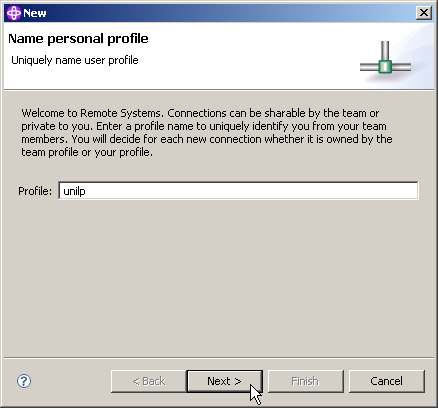 New
Name personal profile
Uniquely name user profile
Welcome to Remote Systems. Connections can be sharable by the team or
private to you. Enter a profile name to uniquely identify you from your team
members. You will decide for each new connection whether it is owned by the
team profile or your profile.
Profile: unilp
? < Back Next > Finish Cancel